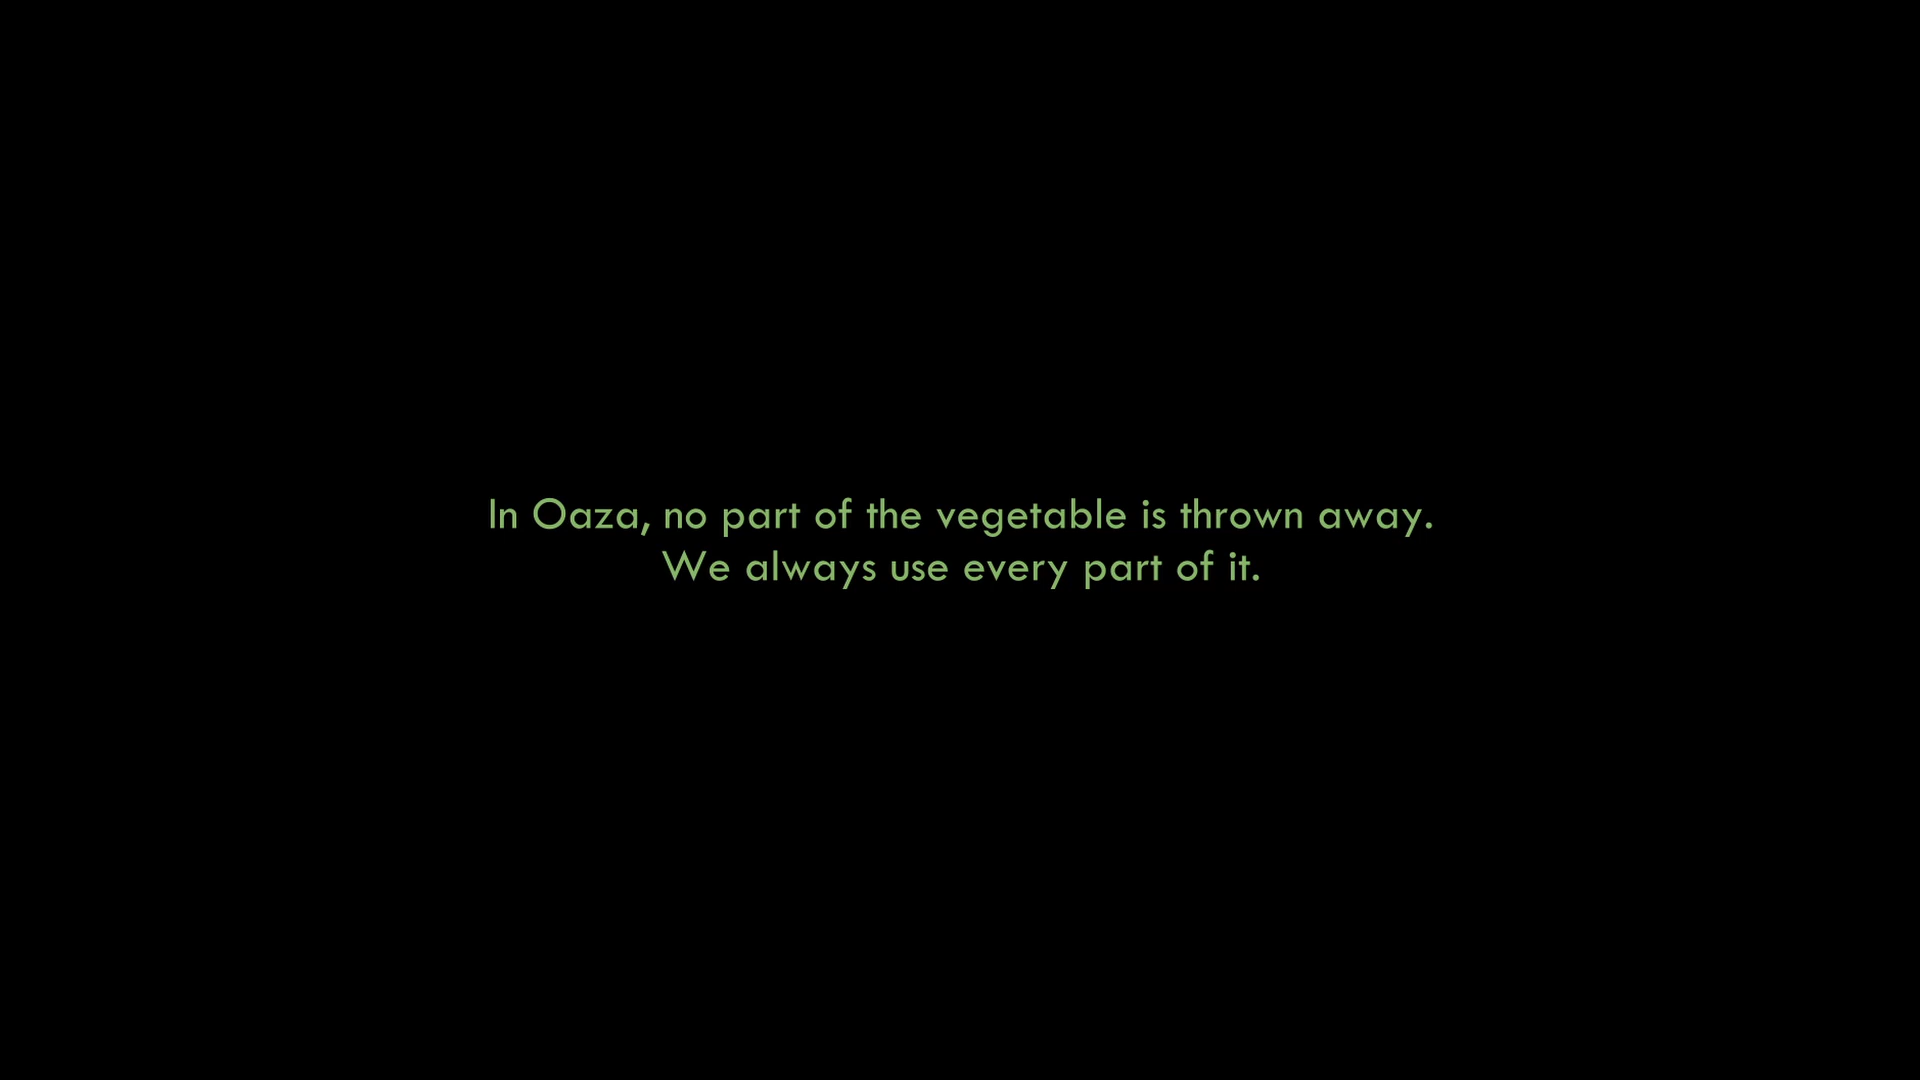 In Oaza, no part of the vegetable is thrown away.
We always use every part of it.